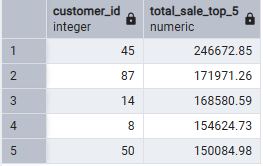 customer_id total_sale_top_5
integer numeric
1 45 246672.85
2 87 171971.26
3 14 168580.59
4 8 154624.73
5 50 150084.98